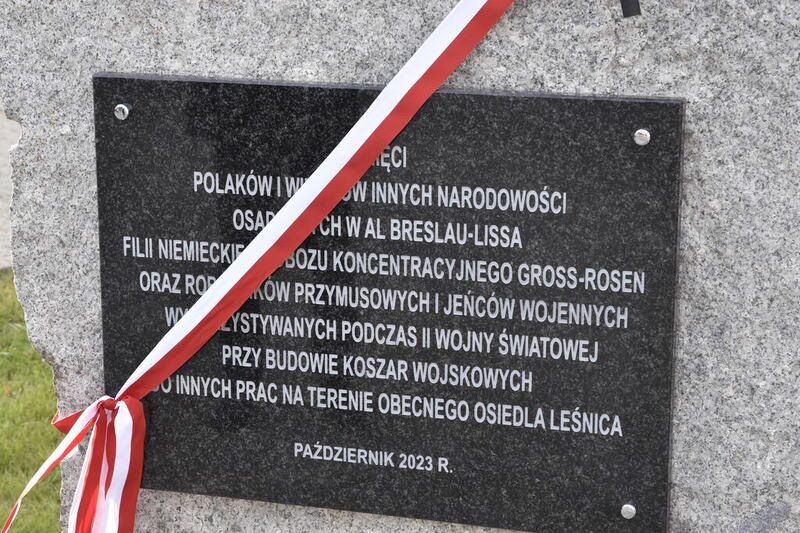 POLAKÓW I INNYCH NARODOWOŚCI
W AL BRESLAU-LISSA
FILII KONCENTRACYJNEGO GROSS-ROSEN
ORAZ PRZYMUSOWYCH I JEŃCÓW WOJENNYCH
PODCZAS II WOJNY ŚWIATOWEJ
PRZY BUDOWIE KOSZAR WOJSKOWYCH
DO INNYCH PRAC NA TERENIE OBECNEGO OSIEDLA LEŚNICA
PAŹDZIERNIK 2023 R.